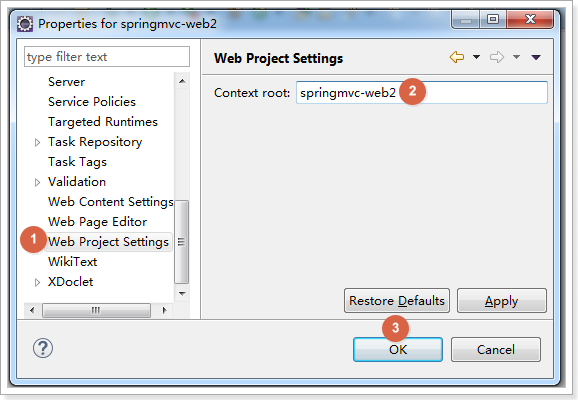 Properties for springmvc-web2
type filter text
Server
Service Policies
Targeted Runtimes
Task Repository
Task Tags
Validation
Web Content Settings
Web Page Editor
1 Web Project Settings
WikiText
XDoclet
Web Project Settings
Context root: springmvc-web2 2
Restore Defaults Apply
3
OK Cancel